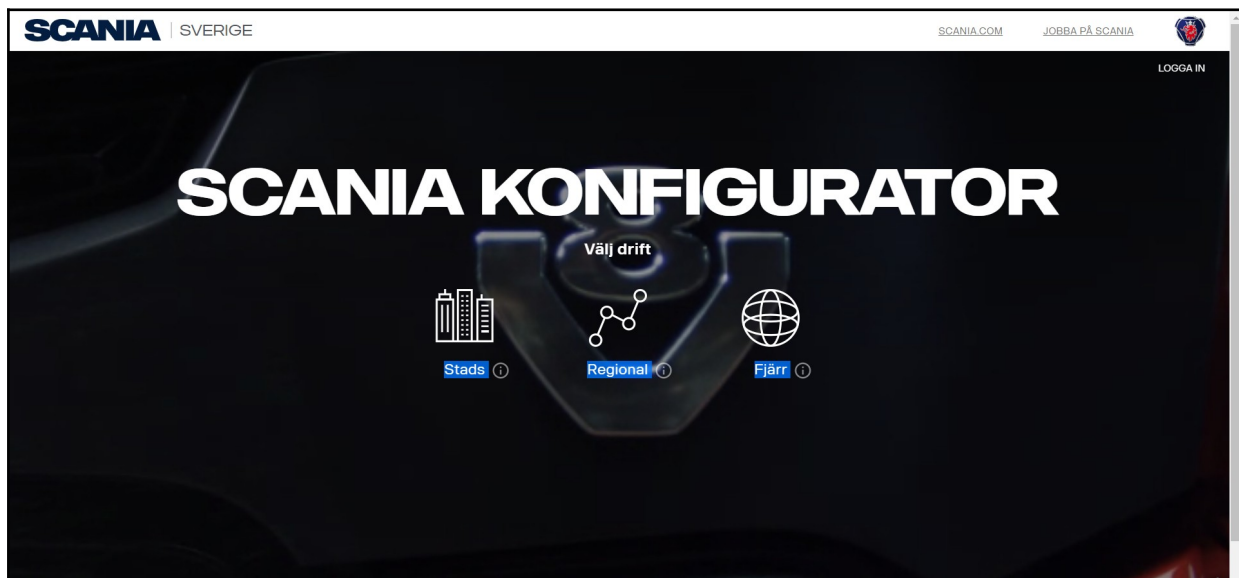 SCANIA SVERIGE SCANIA.COM JOBBA PÅ SCANIA
LOGGA IN
SCANIA KONFIGURATOR
Välj drift
Stads Regional Fjärr